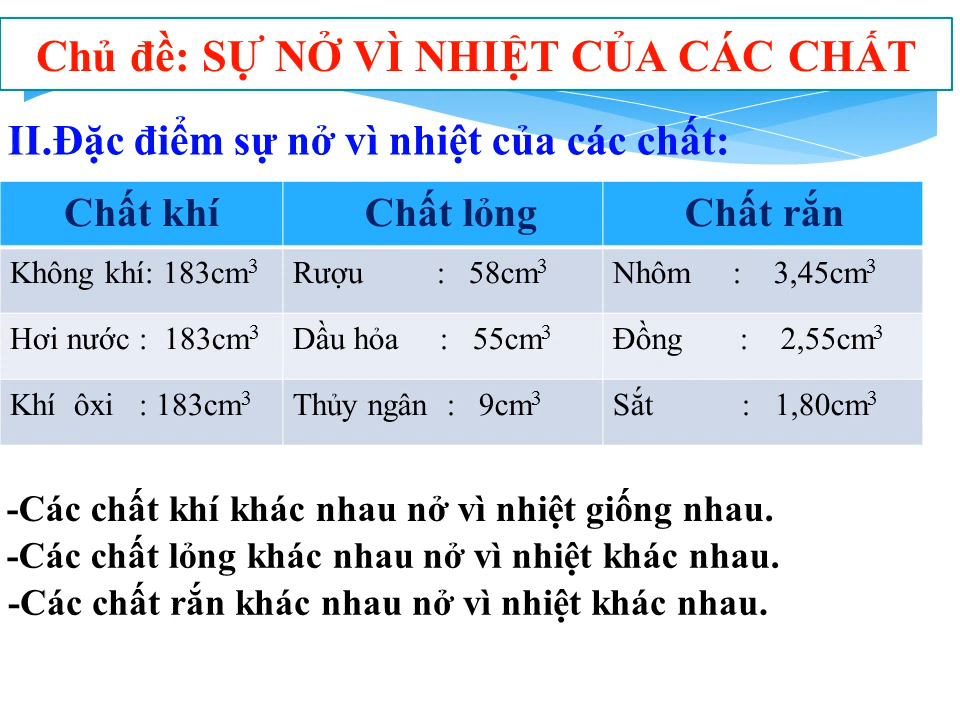 Chủ đề: SỰ NỞ VÌ NHIỆT CỦA CÁC CHẤT
II.Đặc điểm sự nở vì nhiệt của các chất:
Chất khí Chất lỏng Chất rắn
Không khí: 183cm³ Rượu : 58cm³ Nhôm : 3,45cm³
Hơi nước : 183cm³ Dầu hỏa : 55cm³ Đồng : 2,55cm³
Khí ôxi : 183cm³ Thủy ngân : 9cm³ Sắt : 1,80cm³
-Các chất khí khác nhau nở vì nhiệt giống nhau.
-Các chất lỏng khác nhau nở vì nhiệt khác nhau.
-Các chất rắn khác nhau nở vì nhiệt khác nhau.